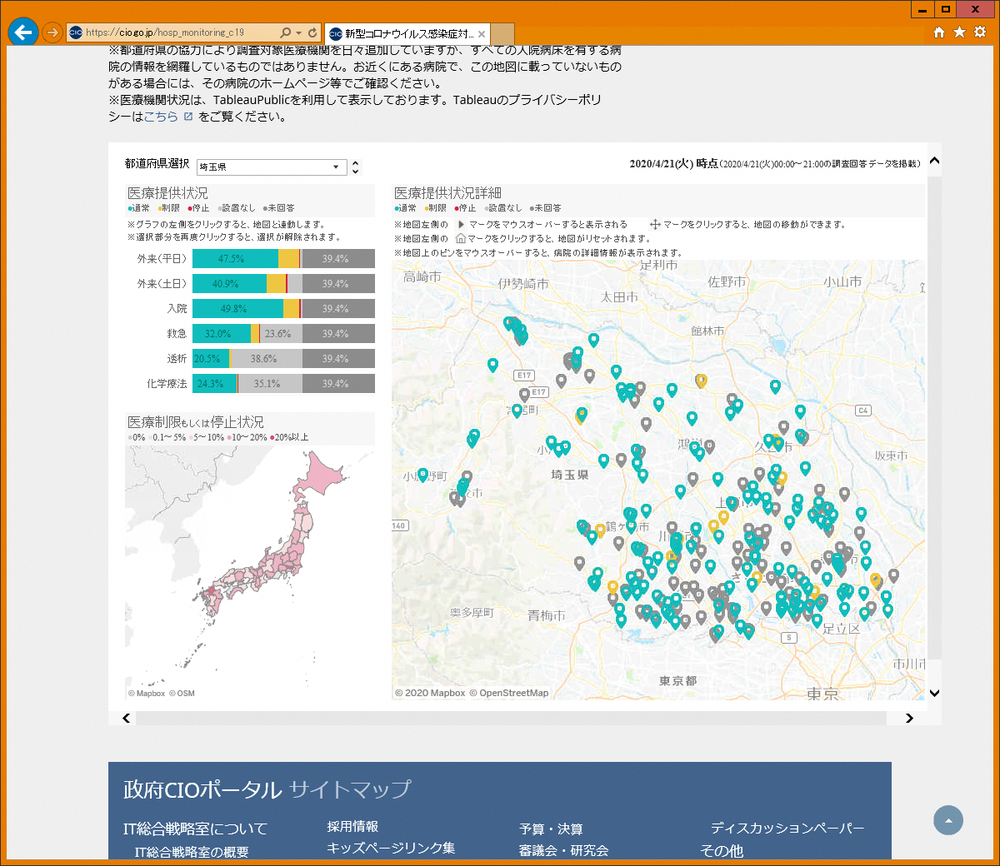 https://cio.go.jp/hosp_monitoring_c19
新型コロナウイルス感染症対...
※都道府県の協力により調査対象医療機関を日々追加していますが、すべての入院病床を有する病
院の情報を網羅しているものではありません。お近くにある病院で、この地図に載っていないもの
がある場合には、その病院のホームページ等でご確認ください。
※医療機関状況は、TableauPublicを利用して表示しております。Tableauのプライバシーポリ
シーはこちら をご覧ください。
都道府県選択 埼玉県
2020/4/21(火) 時点(2020/4/21(火)00:00～21:00の調査回答データを掲載)
医療提供状況
●通常 ●制限 ●停止 ●設置なし ●未回答
※グラフの左側をクリックすると、地図と連動します。
※選択部分を再度クリックすると、選択が解除されます。
外来(平日) 47.5% 39.4%
外来(土日) 40.9% 39.4%
入院 49.8% 39.4%
救急 32.0% 23.6% 39.4%
透析 20.5% 38.6% 39.4%
化学療法 24.3% 35.1% 39.4%
医療制限もしくは停止状況
●0% ●0.1～5% ●5～10% ●10～20% ●20%以上
© Mapbox © OSM
医療提供状況詳細
●通常 ●制限 ●停止 ●設置なし ●未回答
※地図左側の ▶ マークをマウスオーバーすると表示される マークをクリックすると、地図の移動ができます。
※地図左側の マークをクリックすると、地図がリセットされます。
※地図上のピンをマウスオーバーすると、病院の詳細情報が表示されます。
足利市
高崎市
伊勢崎市
佐野市
小山市
太田市
館林市
E17
E17
C4
坂東市
埼玉県
140
奥多摩町
青梅市
足立区
5
市川市
東京都
東京
© 2020 Mapbox © OpenStreetMap
政府CIOポータル サイトマップ
IT総合戦略室について
IT総合戦略室の概要
採用情報
キッズページリンク集
予算・決算
審議会・研究会
ディスカッションペーパー
その他